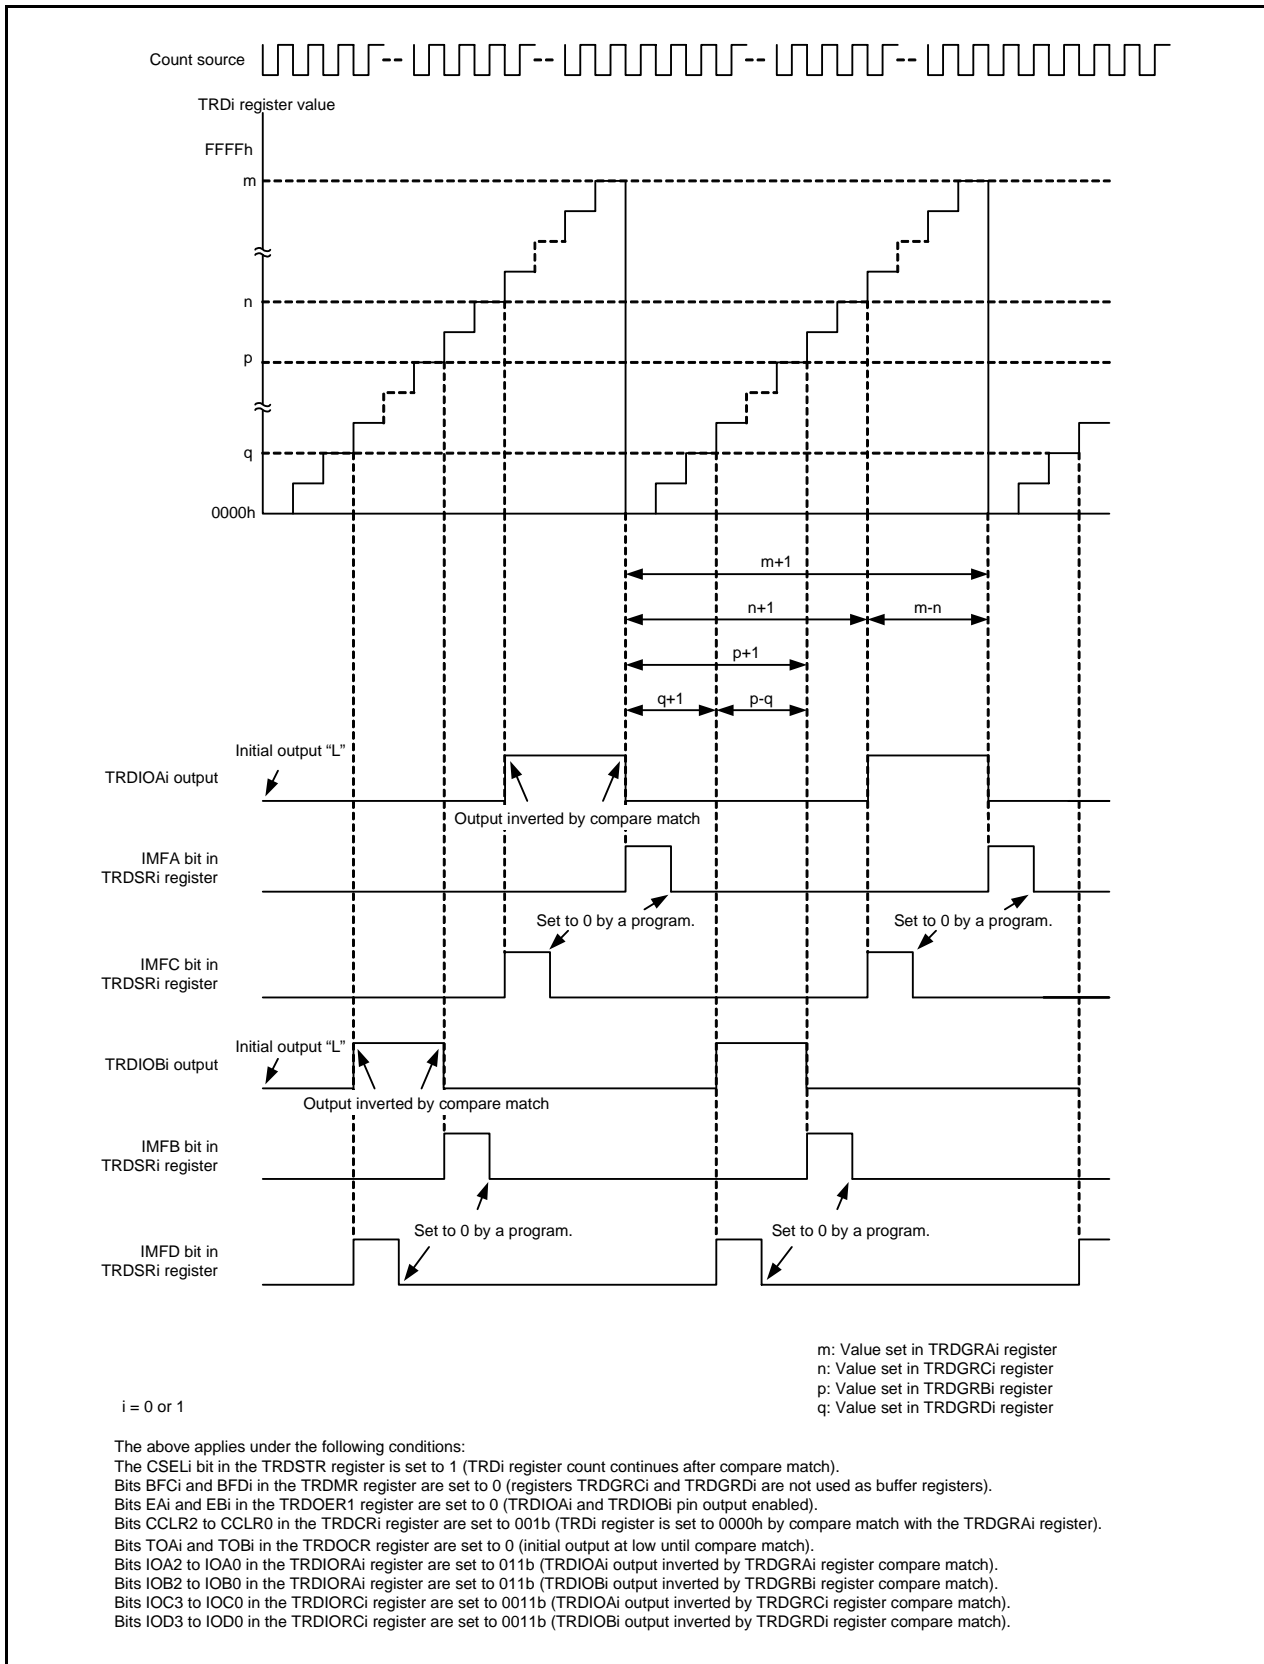 Count source
TRDi register value
FFFFh
m
n
p
q
0000h
m+1
n+1
m-n
p+1
q+1
p-q
Initial output “L”
TRDIOAi output
Output inverted by compare match
IMFA bit in
TRDSRi register
Set to 0 by a program.
Set to 0 by a program.
IMFC bit in
TRDSRi register
Initial output “L”
TRDIOBi output
Output inverted by compare match
IMFB bit in
TRDSRi register
Set to 0 by a program.
Set to 0 by a program.
IMFD bit in
TRDSRi register
m: Value set in TRDGRAi register
n: Value set in TRDGRCi register
p: Value set in TRDGRBi register
q: Value set in TRDGRDi register
i = 0 or 1
The above applies under the following conditions:
The CSELi bit in the TRDSTR register is set to 1 (TRDi register count continues after compare match).
Bits BFCi and BFDi in the TRDMR register are set to 0 (registers TRDGRCi and TRDGRDi are not used as buffer registers).
Bits EAi and EBi in the TRDOER1 register are set to 0 (TRDIOAi and TRDIOBi pin output enabled).
Bits CCLR2 to CCLR0 in the TRDCRi register are set to 001b (TRDi register is set to 0000h by compare match with the TRDGRAi register).
Bits TOAi and TOBi in the TRDOCR register are set to 0 (initial output at low until compare match).
Bits IOA2 to IOA0 in the TRDIORAi register are set to 011b (TRDIOAi output inverted by TRDGRAi register compare match).
Bits IOB2 to IOB0 in the TRDIORAi register are set to 011b (TRDIOBi output inverted by TRDGRBi register compare match).
Bits IOC3 to IOC0 in the TRDIORCi register are set to 0011b (TRDIOAi output inverted by TRDGRCi register compare match).
Bits IOD3 to IOD0 in the TRDIORCi register are set to 0011b (TRDIOBi output inverted by TRDGRDi register compare match).